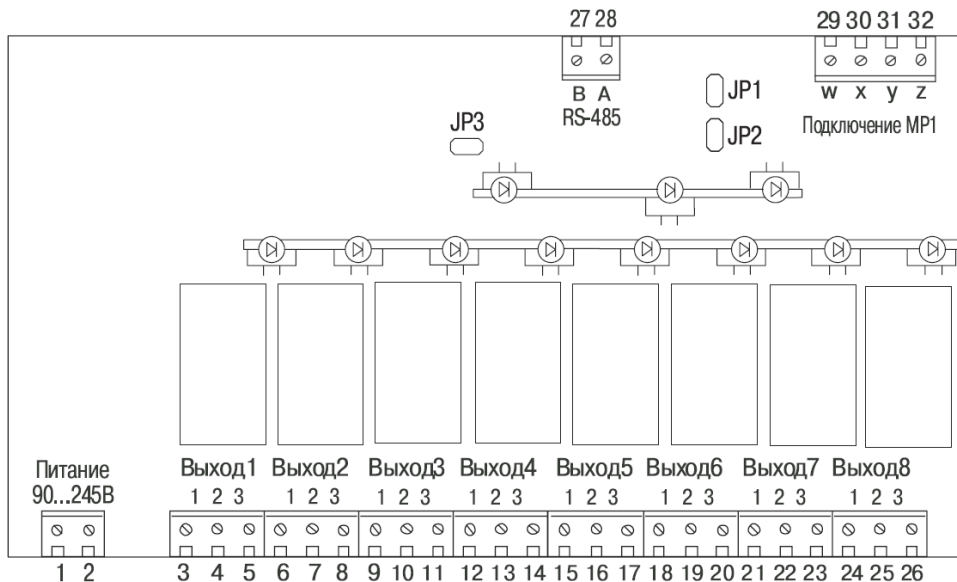 27 28
29 30 31 32
B A
RS-485
w x y z
Подключение МР1
JP1
JP2
JP3
Питание
90...245В
Выход1 Выход2 Выход3 Выход4 Выход5 Выход6 Выход7 Выход8
1 2 3 1 2 3 1 2 3 1 2 3 1 2 3 1 2 3 1 2 3 1 2 3
1 2 3 4 5 6 7 8 9 10 11 12 13 14 15 16 17 18 19 20 21 22 23 24 25 26